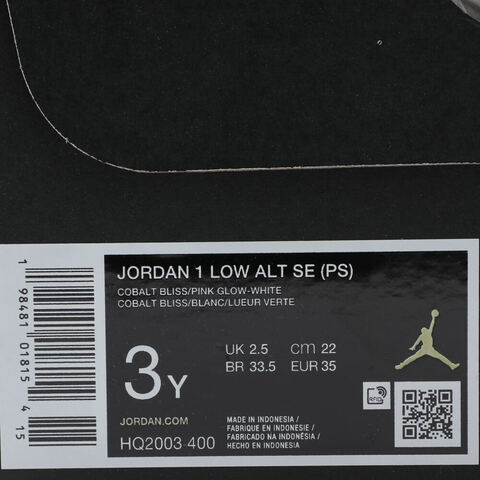 JORDAN 1 LOW ALT SE (PS)
COBALT BLISS/PINK GLOW-WHITE
COBALT BLISS/BLANC/LUEUR VERTE
3Y
UK 2.5 cm 22
BR 33.5 EUR 35
JORDAN.COM
HQ2003 400
MADE IN INDONESIA /
FABRIQUE EN INDONESIE /
FABRICADO NA INDONÉSIA /
HECHO EN INDONESIA
RFID
1 98481 01815 4 15